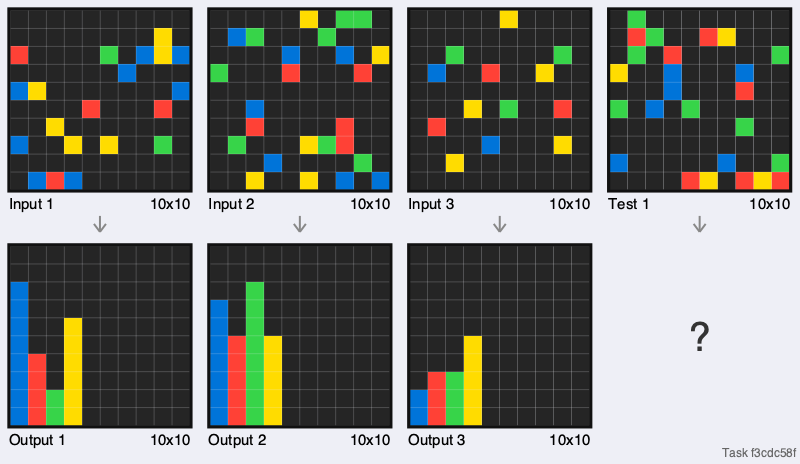 Input 1 10x10 Input 2 10x10 Input 3 10x10 Test 1 10x10
?
Output 1 10x10 Output 2 10x10 Output 3 10x10
Task f3cdc58f